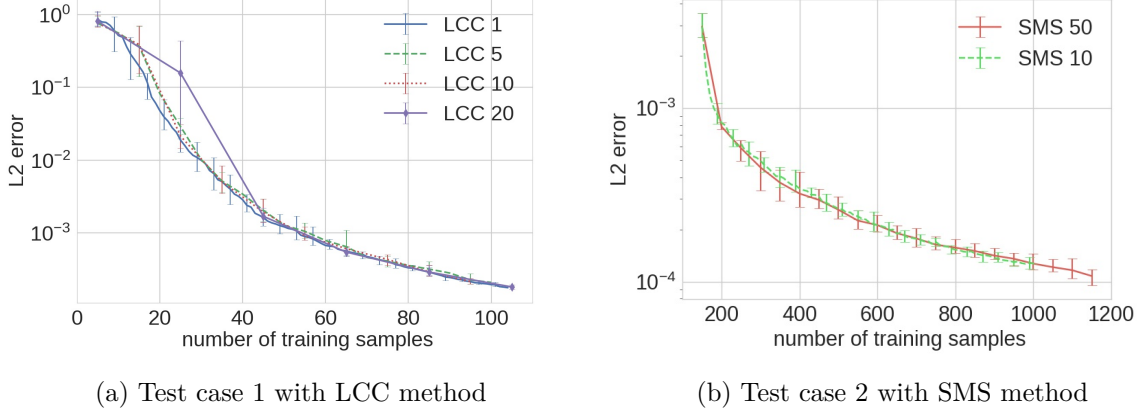 10⁰
10⁻¹
10⁻²
10⁻³
L2 error
LCC 1
LCC 5
LCC 10
LCC 20
0 20 40 60 80 100
number of training samples
(a) Test case 1 with LCC method
10⁻³
10⁻⁴
L2 error
SMS 50
SMS 10
200 400 600 800 1000 1200
number of training samples
(b) Test case 2 with SMS method